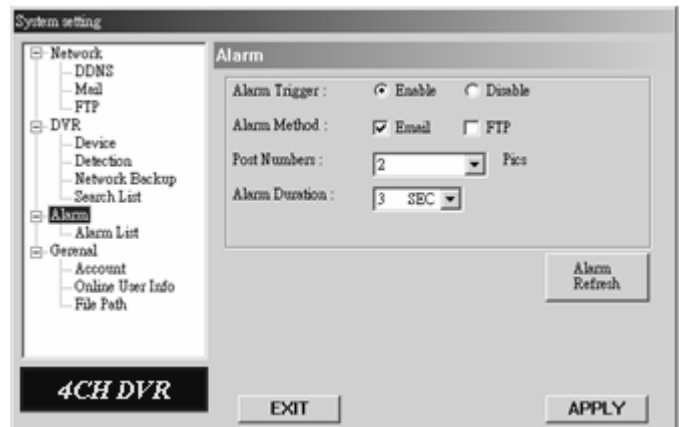 System setting
Network
DDNS
Mail
FTP
DVR
Device
Detection
Network Backup
Search List
Alarm
Alarm List
Gerenal
Account
Online User Info
File Path
4CH DVR
Alarm
Alarm Trigger : Enable Disable
Alarm Method : Email FTP
Post Numbers : 2 Pics
Alarm Duration : 3 SEC
Alarm
Refresh
EXIT APPLY